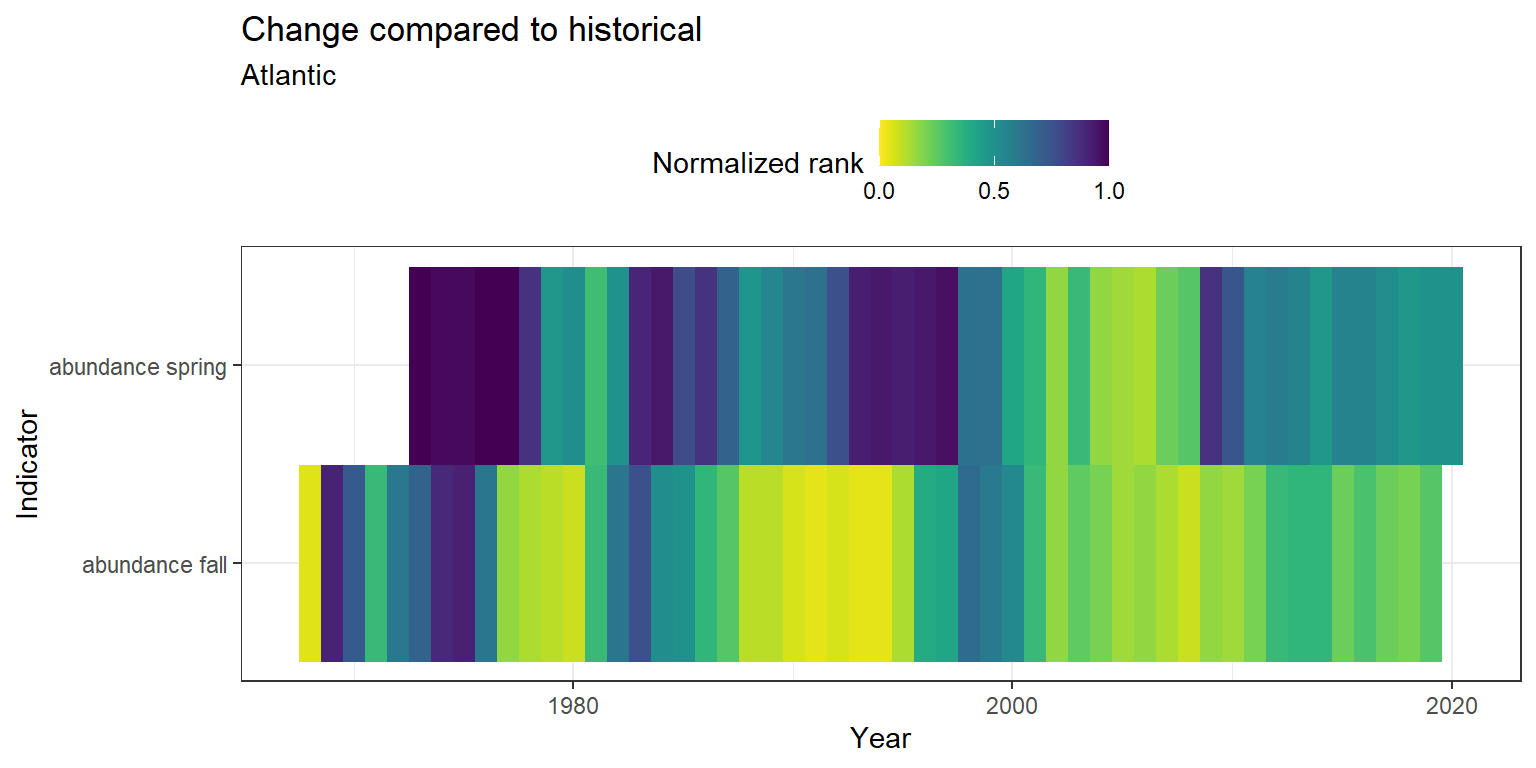 Change compared to historical
Atlantic
Normalized rank
0.0 0.5 1.0
Indicator
abundance spring
abundance fall
1980 2000 2020
Year